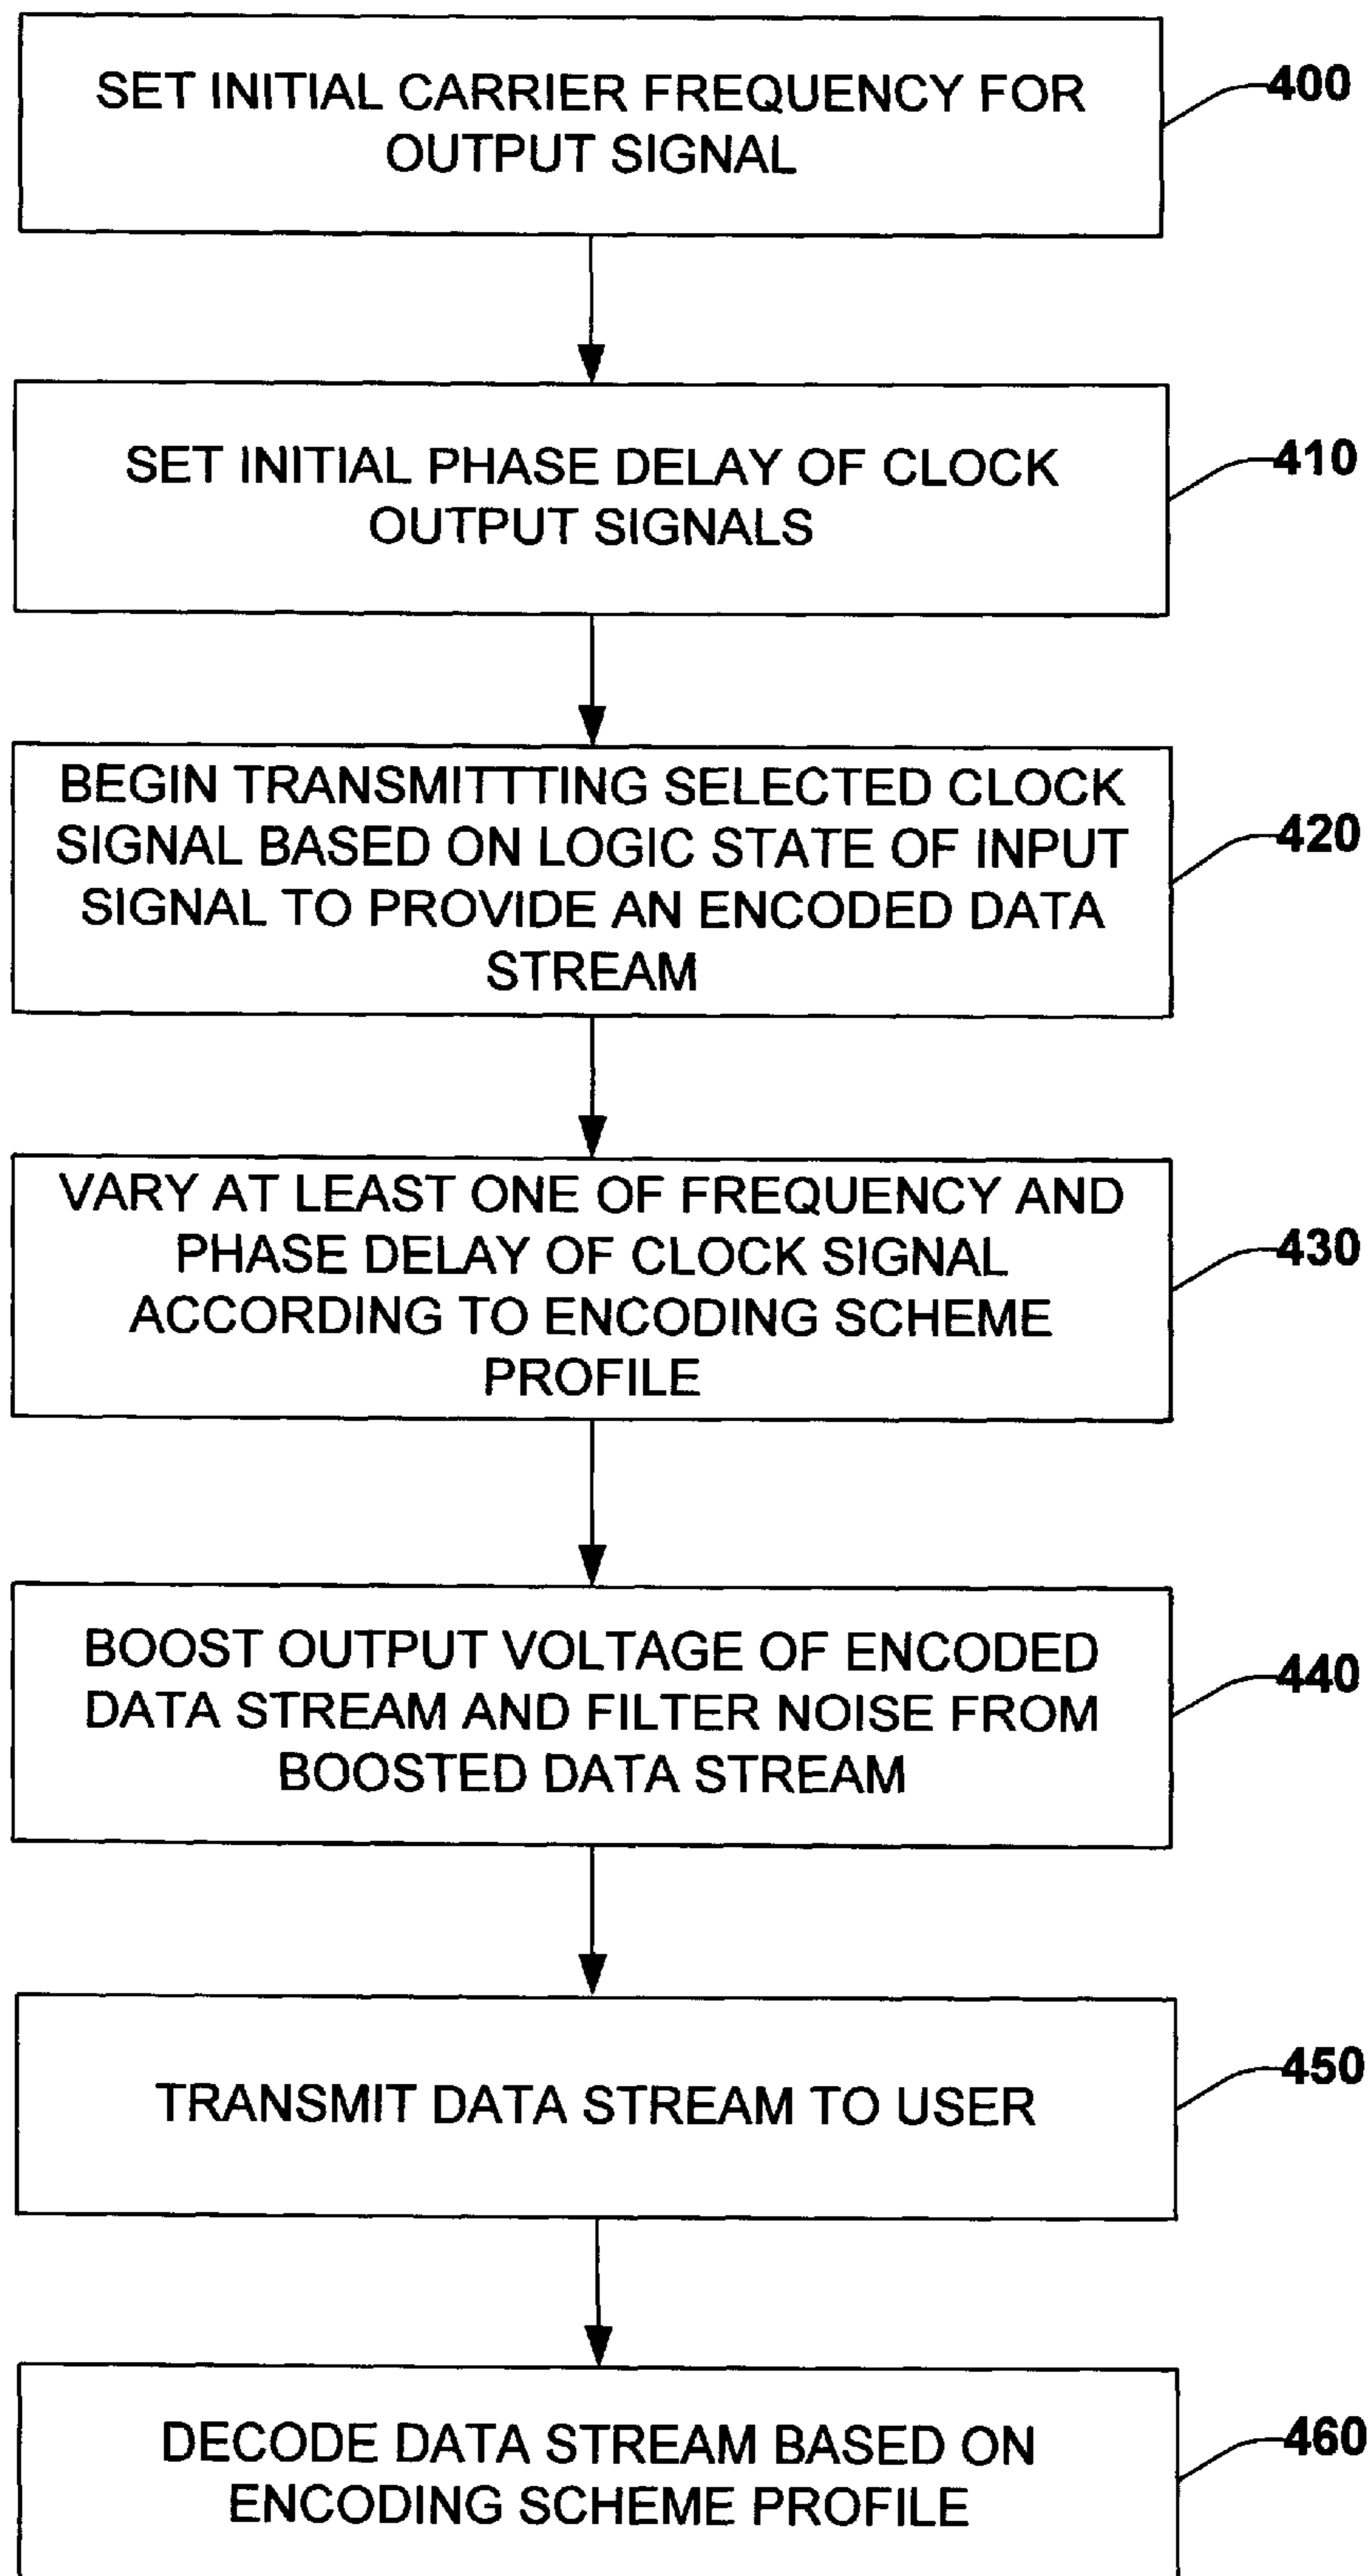 SET INITIAL CARRIER FREQUENCY FOR
OUTPUT SIGNAL
400
SET INITIAL PHASE DELAY OF CLOCK
OUTPUT SIGNALS
410
BEGIN TRANSMITTTING SELECTED CLOCK
SIGNAL BASED ON LOGIC STATE OF INPUT
SIGNAL TO PROVIDE AN ENCODED DATA
STREAM
420
VARY AT LEAST ONE OF FREQUENCY AND
PHASE DELAY OF CLOCK SIGNAL
ACCORDING TO ENCODING SCHEME
PROFILE
430
BOOST OUTPUT VOLTAGE OF ENCODED
DATA STREAM AND FILTER NOISE FROM
BOOSTED DATA STREAM
440
TRANSMIT DATA STREAM TO USER
450
DECODE DATA STREAM BASED ON
ENCODING SCHEME PROFILE
460